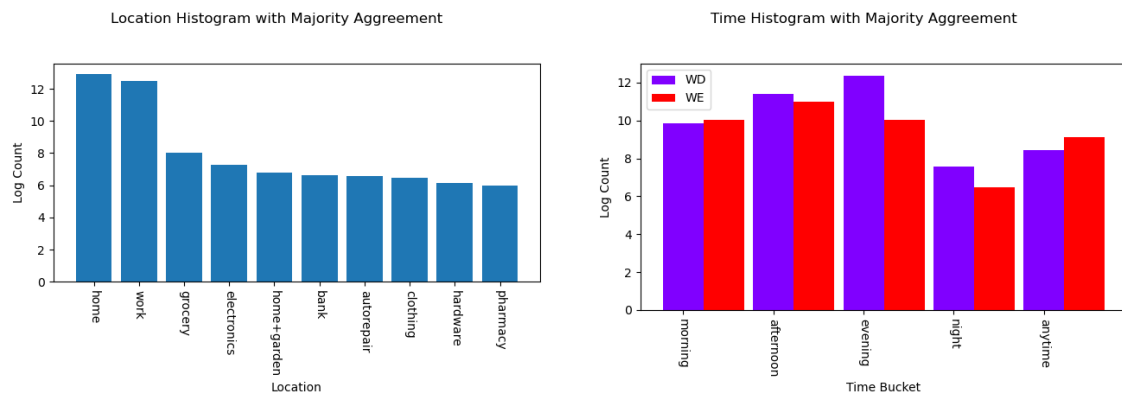 Location Histogram with Majority Aggreement
Log Count
12
10
8
6
4
2
0
home
work
grocery
electronics
home+garden
bank
autorepair
clothing
hardware
pharmacy
Location
Time Histogram with Majority Aggreement
WD
WE
Log Count
12
10
8
6
4
2
0
morning
afternoon
evening
night
anytime
Time Bucket